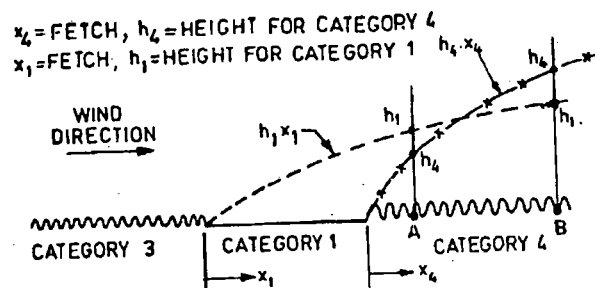 x₄ = FETCH, h₄ = HEIGHT FOR CATEGORY 4
x₁ = FETCH, h₁ = HEIGHT FOR CATEGORY 1
h₄. x₄
h₄
WIND
DIRECTION
h₁ x₁
h₁
h₁.
h₄
A
B
CATEGORY 3
CATEGORY 1
CATEGORY 4
x₁
x₄